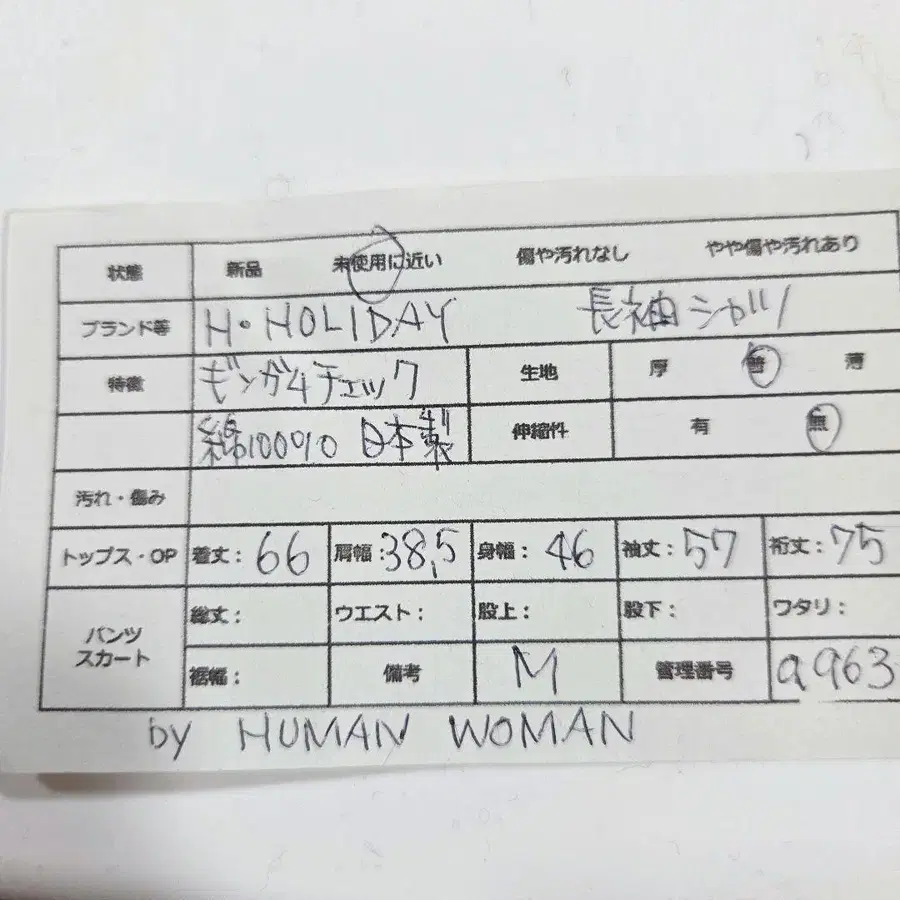 状態 新品 未使用に近い 傷や汚れなし やや傷や汚れあり
ブランド等 H・HOLIDAY 長袖シャツ
特徴 ギンガムチェック 生地 厚 普 薄
綿100% 日本製 伸縮性 有 無
汚れ・傷み
トップス・OP 着丈:66 肩幅:38,5 身幅:46 袖丈:57 裄丈:75
パンツ スカート 総丈: ウエスト: 股上: 股下: ワタリ:
裾幅: 備考 M 管理番号 a963
by HUMAN WOMAN